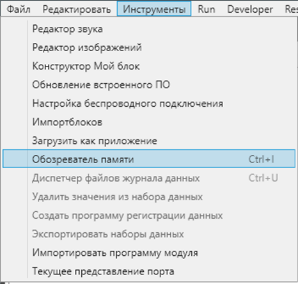 Файл Редактировать Инструменты Run Developer Res
Редактор звука
Редактор изображений
Конструктор Мой блок
Обновление встроенного ПО
Настройка беспроводного подключения
Импортблоков
Загрузить как приложение
Обозреватель памяти Ctrl+I
Диспетчер файлов журнала данных Ctrl+U
Удалить значения из набора данных
Создать программу регистрации данных
Экспортировать наборы данных
Импортировать программу модуля
Текущее представление порта